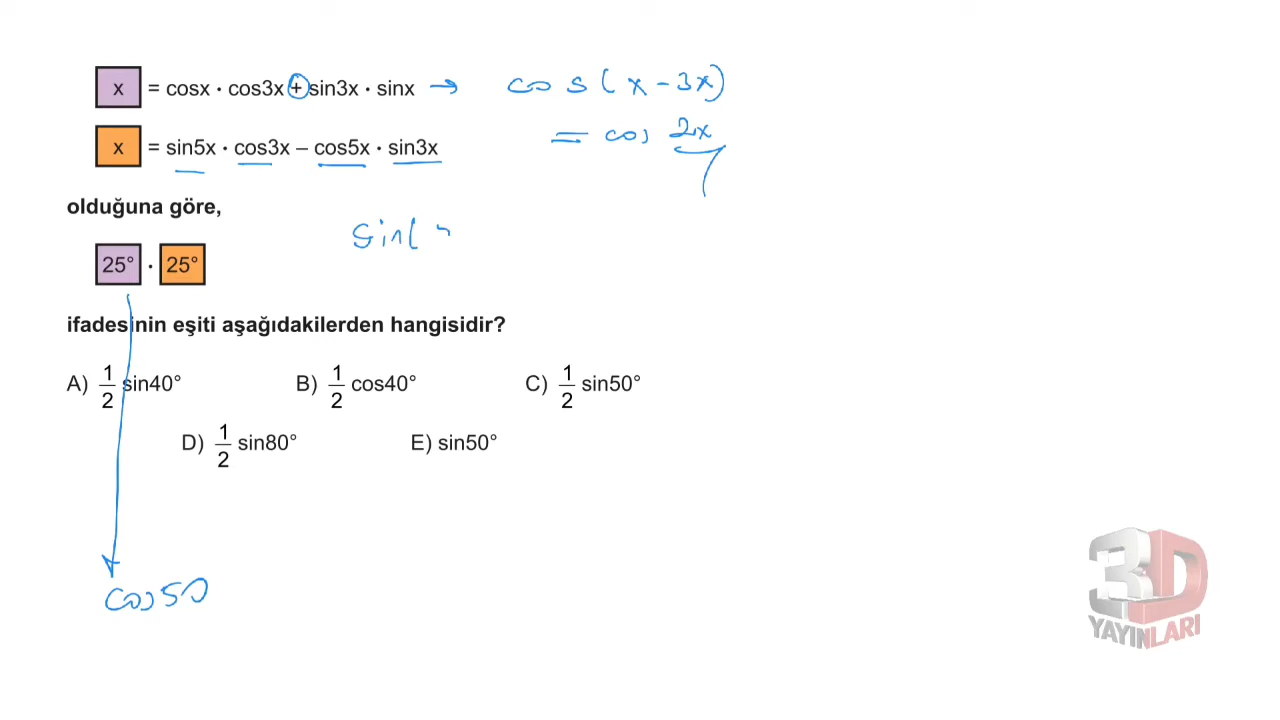 x = cosx · cos3x + sin3x · sinx → cos(x - 3x)
= cos 2x
x = sin5x · cos3x – cos5x · sin3x
olduğuna göre,
sin(
25° · 25°
ifadesinin eşiti aşağıdakilerden hangisidir?
A) 1/2 sin40° B) 1/2 cos40° C) 1/2 sin50°
D) 1/2 sin80° E) sin50°
cos50
3D
YAYINLARI